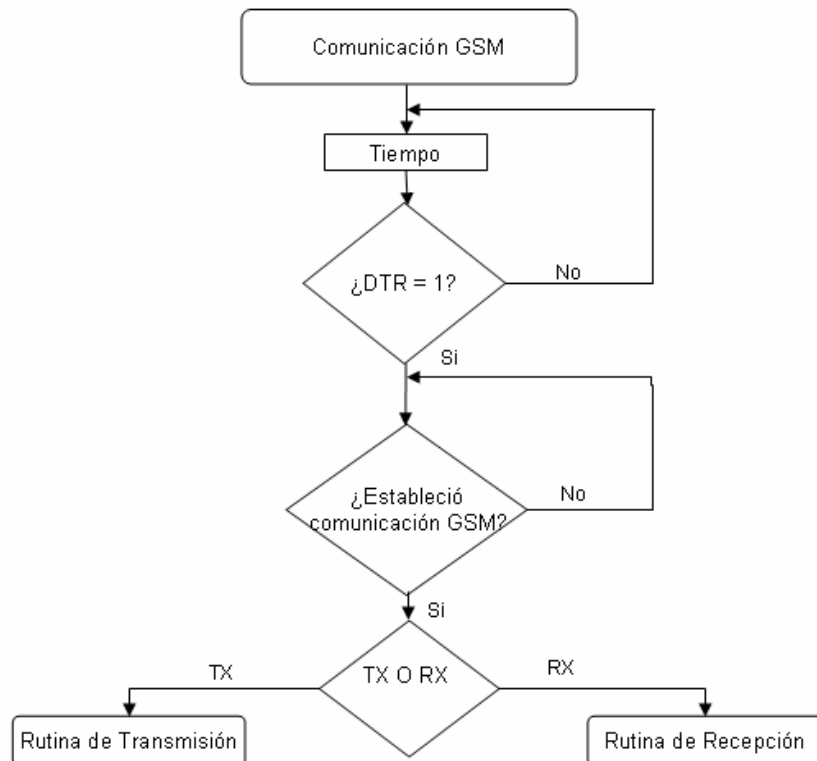 Comunicación GSM
Tiempo
¿DTR = 1?
No
Si
¿Estableció
comunicación GSM?
No
Si
TX
TX O RX
RX
Rutina de Transmisión
Rutina de Recepción